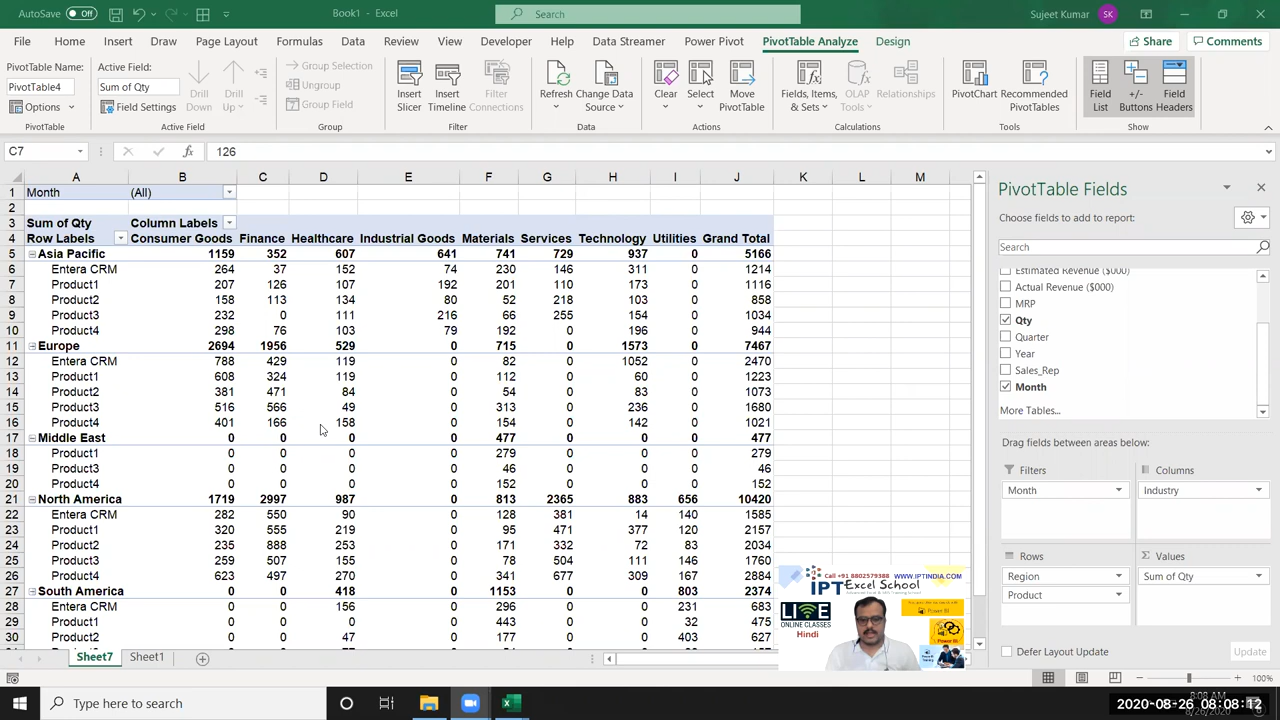 AutoSave Off Book1 - Excel Search Sujeet Kumar SK
File Home Insert Draw Page Layout Formulas Data Review View Developer Help Data Streamer Power Pivot PivotTable Analyze Design Share Comments
PivotTable Name: Active Field:
PivotTable4 Sum of Qty
Options Field Settings
Drill Down Drill Up
Group Selection
Ungroup
Group Field
Insert Slicer Insert Timeline Filter Connections
Refresh Change Data Source
Clear Select Move PivotTable
Fields, Items, & Sets OLAP Tools Relationships
PivotChart Recommended PivotTables
Field List +/- Buttons Field Headers
PivotTable Active Field Group Filter Data Actions Calculations Tools Show
C7 fx 126
A B C D E F G H I J K L M
1 Month (All)
2
3 Sum of Qty Column Labels
4 Row Labels Consumer Goods Finance Healthcare Industrial Goods Materials Services Technology Utilities Grand Total
5 Asia Pacific 1159 352 607 641 741 729 937 0 5166
6 Entera CRM 264 37 152 74 230 146 311 0 1214
7 Product1 207 126 107 192 201 110 173 0 1116
8 Product2 158 113 134 80 52 218 103 0 858
9 Product3 232 0 111 216 66 255 154 0 1034
10 Product4 298 76 103 79 192 0 196 0 944
11 Europe 2694 1956 529 0 715 0 1573 0 7467
12 Entera CRM 788 429 119 0 82 0 1052 0 2470
13 Product1 608 324 119 0 112 0 60 0 1223
14 Product2 381 471 84 0 54 0 83 0 1073
15 Product3 516 566 49 0 313 0 236 0 1680
16 Product4 401 166 158 0 154 0 142 0 1021
17 Middle East 0 0 0 0 477 0 0 0 477
18 Product1 0 0 0 0 279 0 0 0 279
19 Product3 0 0 0 0 46 0 0 0 46
20 Product4 0 0 0 0 152 0 0 0 152
21 North America 1719 2997 987 0 813 2365 883 656 10420
22 Entera CRM 282 550 90 0 128 381 14 140 1585
23 Product1 320 555 219 0 95 471 377 120 2157
24 Product2 235 888 253 0 171 332 72 83 2034
25 Product3 259 507 155 0 78 504 111 146 1760
26 Product4 623 497 270 0 341 677 309 167 2884
27 South America 0 0 418 0 1153 0 0 803 2374
28 Entera CRM 0 0 156 0 296 0 0 231 683
29 Product1 0 0 0 0 443 0 0 32 475
30 Product2 0 0 47 0 177 0 0 403 627
Sheet7 Sheet1
PivotTable Fields
Choose fields to add to report:
Search
Estimated Revenue ($000)
Actual Revenue ($000)
MRP
Qty
Quarter
Year
Sales_Rep
Month
More Tables...
Drag fields between areas below:
Filters Columns
Month Industry
Rows Values
Region Sum of Qty
Product
Defer Layout Update Update
Call +91 8802579388 WWW.IPTINDIA.COM
IPT Excel School
LIVE
ONLINE CLASSES
Hindi
Power BI
100%
Type here to search
2020-08-26 08:08:12